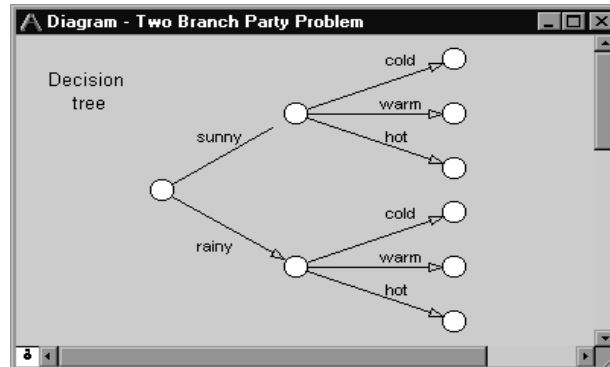 Diagram - Two Branch Party Problem
Decision
tree
sunny
rainy
cold
warm
hot
cold
warm
hot